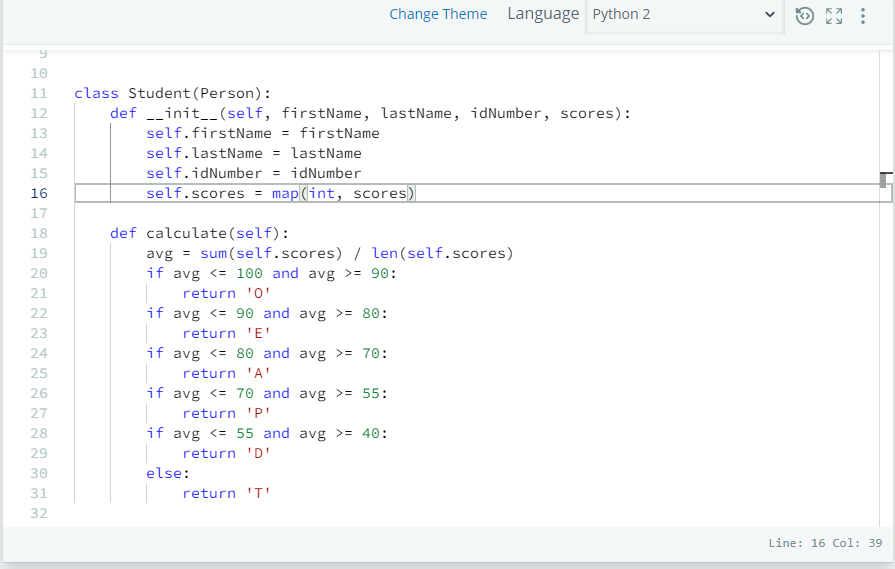 Change Theme Language Python 2
9
10
11 class Student(Person):
12     def __init__(self, firstName, lastName, idNumber, scores):
13         self.firstName = firstName
14         self.lastName = lastName
15         self.idNumber = idNumber
16         self.scores = map(int, scores)
17
18     def calculate(self):
19         avg = sum(self.scores) / len(self.scores)
20         if avg <= 100 and avg >= 90:
21             return 'O'
22         if avg <= 90 and avg >= 80:
23             return 'E'
24         if avg <= 80 and avg >= 70:
25             return 'A'
26         if avg <= 70 and avg >= 55:
27             return 'P'
28         if avg <= 55 and avg >= 40:
29             return 'D'
30         else:
31             return 'T'
32
Line: 16 Col: 39